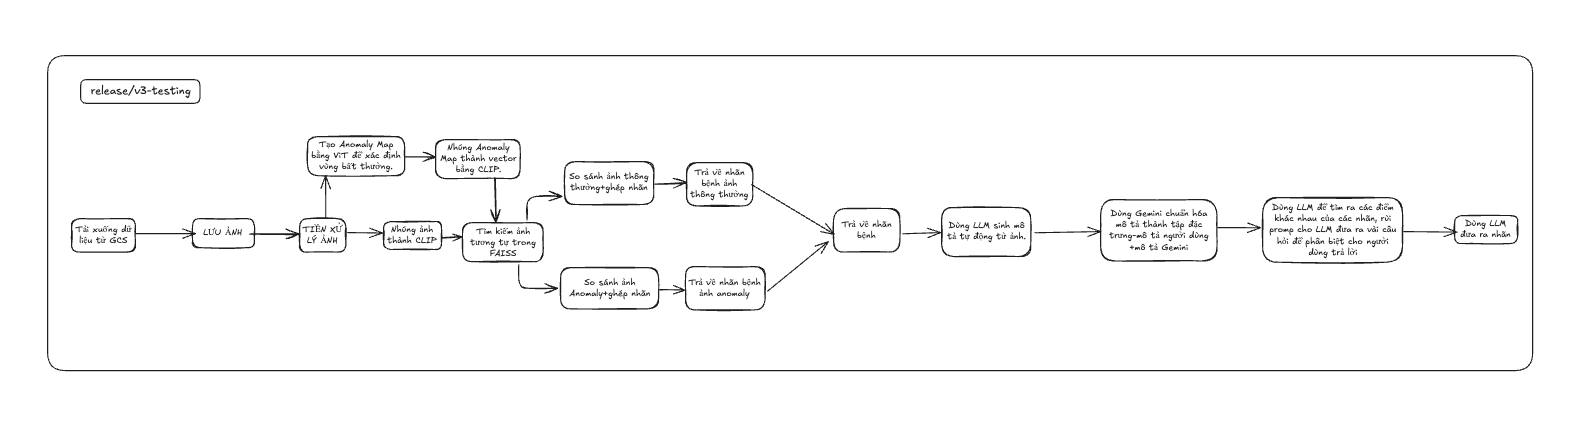 release/v3-testing
Tải xuống dữ
liệu từ GCS
LƯU ẢNH
TIỀN XỬ
LÝ ẢNH
Tạo Anomaly Map
bằng ViT để xác định
vùng bất thường.
Nhúng Anomaly
Map thành vector
bằng CLIP.
Nhúng ảnh
thành CLIP
Tìm kiếm ảnh
tương tự trong
FAISS
So sánh ảnh thông
thường+ghép nhãn
Trả về nhãn
bệnh ảnh
thông thường
So sánh ảnh
Anomaly+ghép nhãn
Trả về nhãn bệnh
ảnh anomaly
Trả về nhãn
bệnh
Dùng LLM sinh mô
tả tự động từ ảnh.
Dùng Gemini chuẩn hóa
mô tả thành tập đặc
trưng-mô tả người dùng
+mô tả Gemini
Dùng LLM để tìm ra các điểm
khác nhau của các nhãn, rồi
promp cho LLM đưa ra vài câu
hỏi để phân biệt cho người
dùng trả lời
Dùng LLM
đưa ra nhãn